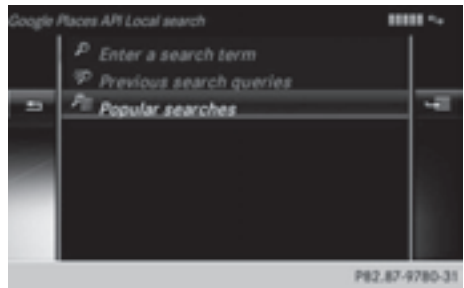 Google Places API Local search
Enter a search term
Previous search queries
Popular searches
P82.87-9780-31